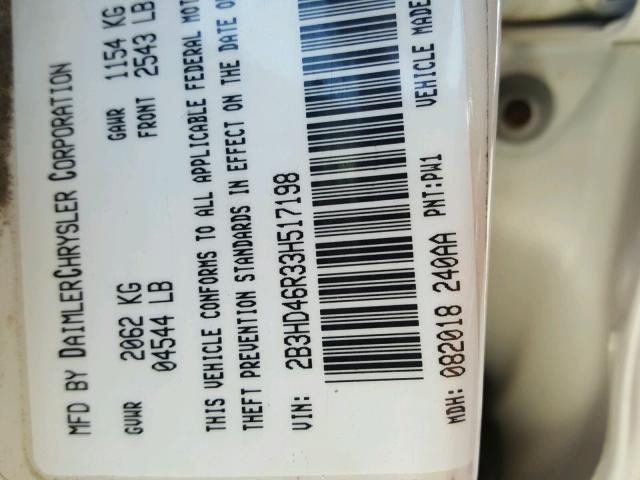 MFD BY DAIMLERCHRYSLER CORPORATION
GVWR 2062 KG GAWR 1154 KG
04544 LB FRONT 2543 LB
THIS VEHICLE CONFORMS TO ALL APPLICABLE FEDERAL MOT
THEFT PREVENTION STANDARDS IN EFFECT ON THE DATE O
VIN: 2B3HD46R33H517198
VEHICLE MADE
MDH: 082018 240AA PNT:PW1